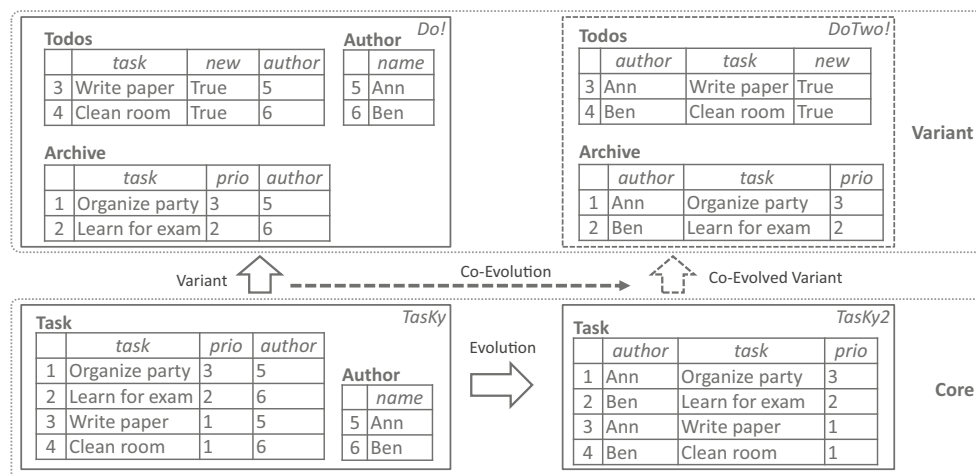 Do!
Todos
task new author
3 Write paper True 5
4 Clean room True 6
Author
name
5 Ann
6 Ben
Archive
task prio author
1 Organize party 3 5
2 Learn for exam 2 6
DoTwo!
Todos
author task new
3 Ann Write paper True
4 Ben Clean room True
Archive
author task prio
1 Ann Organize party 3
2 Ben Learn for exam 2
Variant
Variant
Co-Evolution
Co-Evolved Variant
TasKy
Task
task prio author
1 Organize party 3 5
2 Learn for exam 2 6
3 Write paper 1 5
4 Clean room 1 6
Author
name
5 Ann
6 Ben
Evolution
TasKy2
Task
author task prio
1 Ann Organize party 3
2 Ben Learn for exam 2
3 Ann Write paper 1
4 Ben Clean room 1
Core